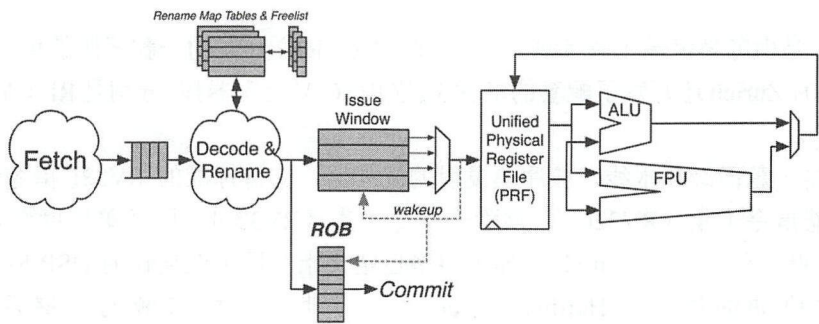 Rename Map Tables & Freelist
Issue
Window
Fetch
Decode &
Rename
Unified
Physical
Register
File
(PRF)
ALU
FPU
wakeup
ROB
Commit